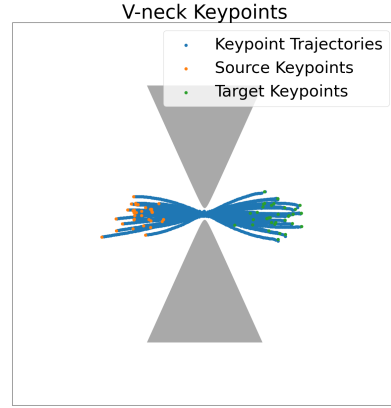 V-neck Keypoints
Keypoint Trajectories
Source Keypoints
Target Keypoints